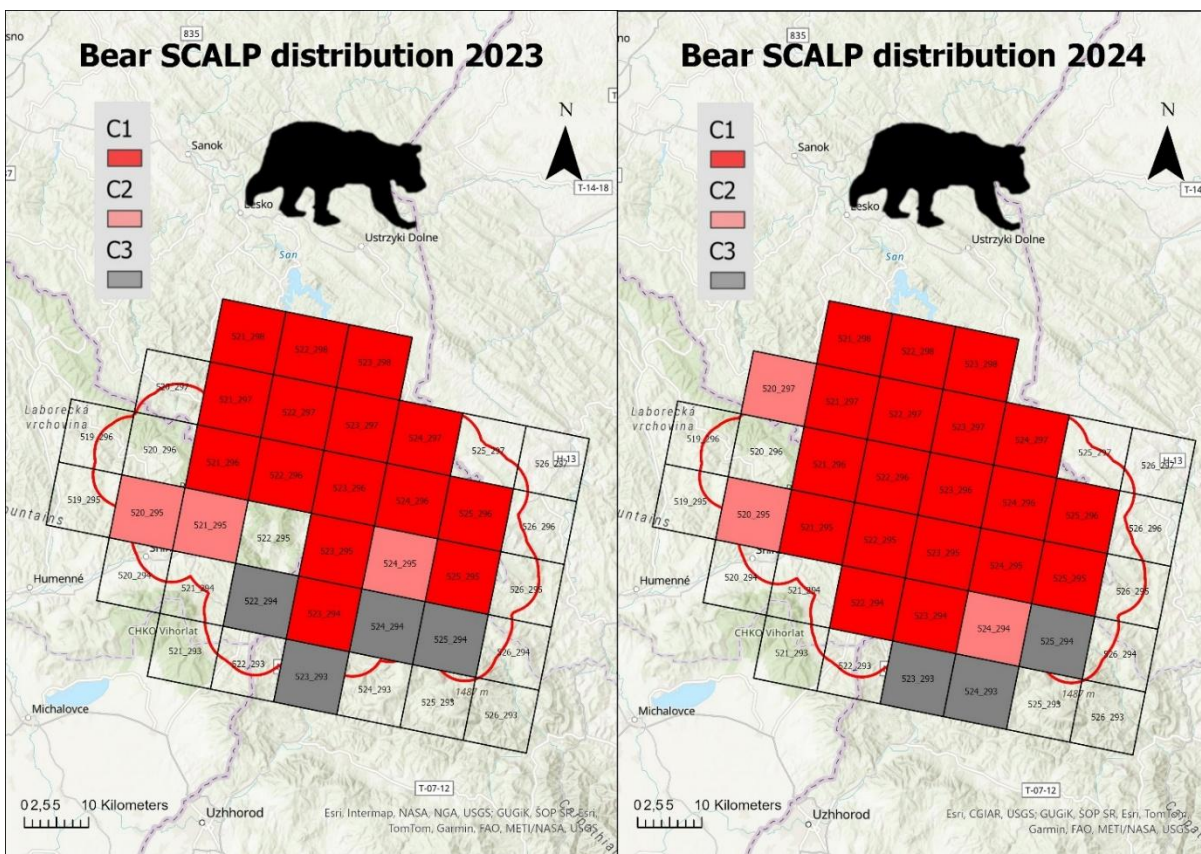 Bear SCALP distribution 2023
C1
C2
C3
N
835
Sanok
Lesko
Ustrzyki Dolne
T-14-18
San
521_298
522_298
523_298
520_297
521_297
522_297
523_297
524_297
525_297
526_297
H-13
Laborecká
vrchovina
519_296
520_296
521_296
522_296
523_296
524_296
525_296
526_296
519_295
520_295
521_295
522_295
523_295
524_295
525_295
526_295
520_294
521_294
522_294
523_294
524_294
525_294
526_294
Humenné
CHKO Vihorlat
521_293
522_293
523_293
524_293
525_293
526_293
1487 m
Michalovce
T-07-12
Uzhhorod
0 2,5 5 10 Kilometers
Esri, Intermap, NASA, NGA, USGS; GUGiK, ŠOP SR, Esri,
TomTom, Garmin, FAO, METI/NASA, USGS
Bear SCALP distribution 2024
C1
C2
C3
N
835
Sanok
Lesko
Ustrzyki Dolne
T-14
San
521_298
522_298
523_298
520_297
521_297
522_297
523_297
524_297
525_297
526_297
H-13
Laborecká
vrchovina
519_296
520_296
521_296
522_296
523_296
524_296
525_296
526_296
519_295
520_295
521_295
522_295
523_295
524_295
525_295
526_295
520_294
521_294
522_294
523_294
524_294
525_294
526_294
Humenné
CHKO Vihorlat
521_293
522_293
523_293
524_293
525_293
526_293
1487 m
Michalovce
T-07-12
Uzhhorod
0 2,5 5 10 Kilometers
Esri, CGIAR, USGS; GUGiK, ŠOP SR, Esri, TomTom,
Garmin, FAO, METI/NASA, USGS